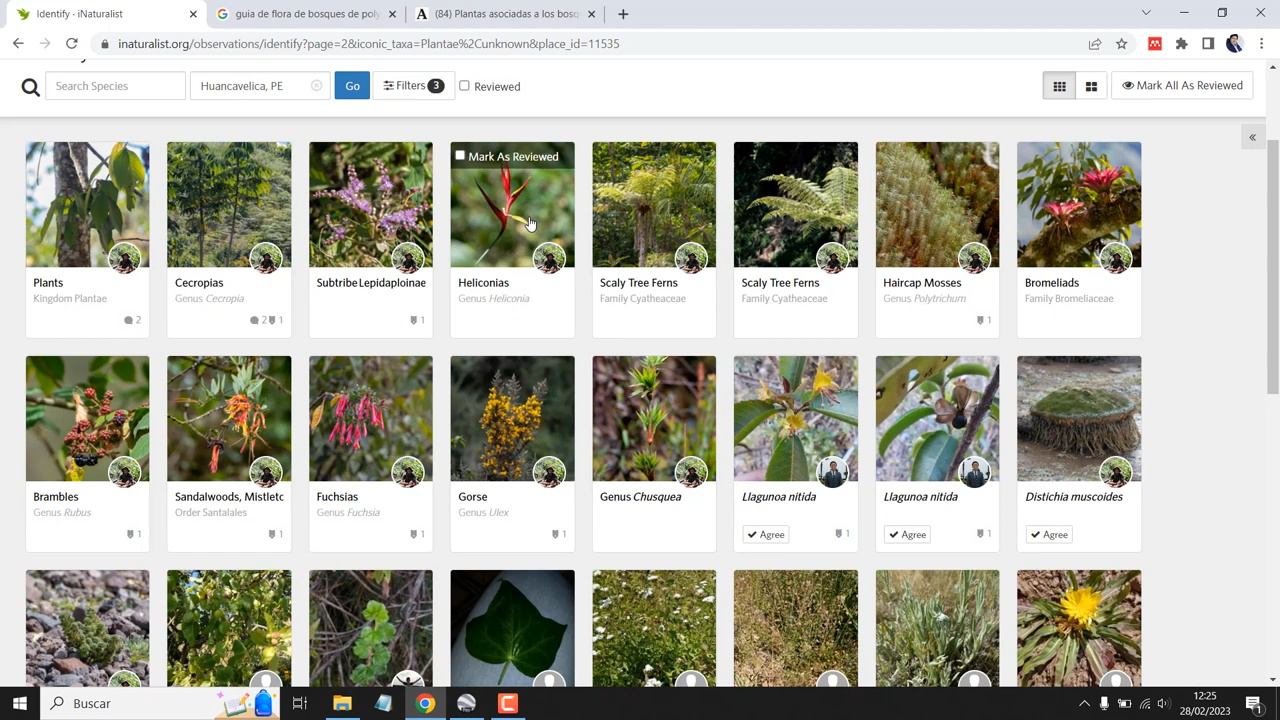 Identify · iNaturalist
guia de flora de bosques de poly
(84) Plantas asociadas a los bosq
inaturalist.org/observations/identify?page=2&iconic_taxa=Plantae%2Cunknown&place_id=11535
Search Species
Huancavelica, PE
Go
Filters 3
Reviewed
Mark All As Reviewed
Mark As Reviewed
Plants
Kingdom Plantae
2
Cecropias
Genus Cecropia
2 1
Subtribe Lepidaploinae
1
Heliconias
Genus Heliconia
Scaly Tree Ferns
Family Cyatheaceae
Scaly Tree Ferns
Family Cyatheaceae
Haircap Mosses
Genus Polytrichum
1
Bromeliads
Family Bromeliaceae
Brambles
Genus Rubus
1
Sandalwoods, Mistletc
Order Santalales
1
Fuchsias
Genus Fuchsia
1
Gorse
Genus Ulex
1
Genus Chusquea
Llagunoa nitida
Agree
1
Llagunoa nitida
Agree
1
Distichia muscoides
Agree
Buscar
12:25
28/02/2023
1